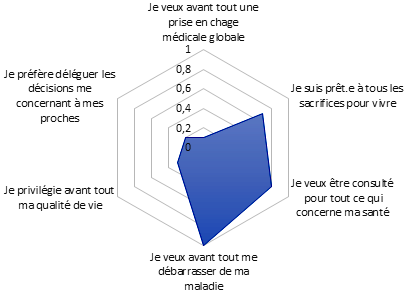 Je veux avant tout une
prise en chage
médicale globale
1
0,8
0,6
0,4
0,2
0
Je suis prêt.e à tous les
sacrifices pour vivre
Je veux être consulté
pour tout ce qui
concerne ma santé
Je veux avant tout me
débarrasser de ma
maladie
Je privilégie avant tout
ma qualité de vie
Je préfère déléguer les
décisions me
concernant à mes
proches